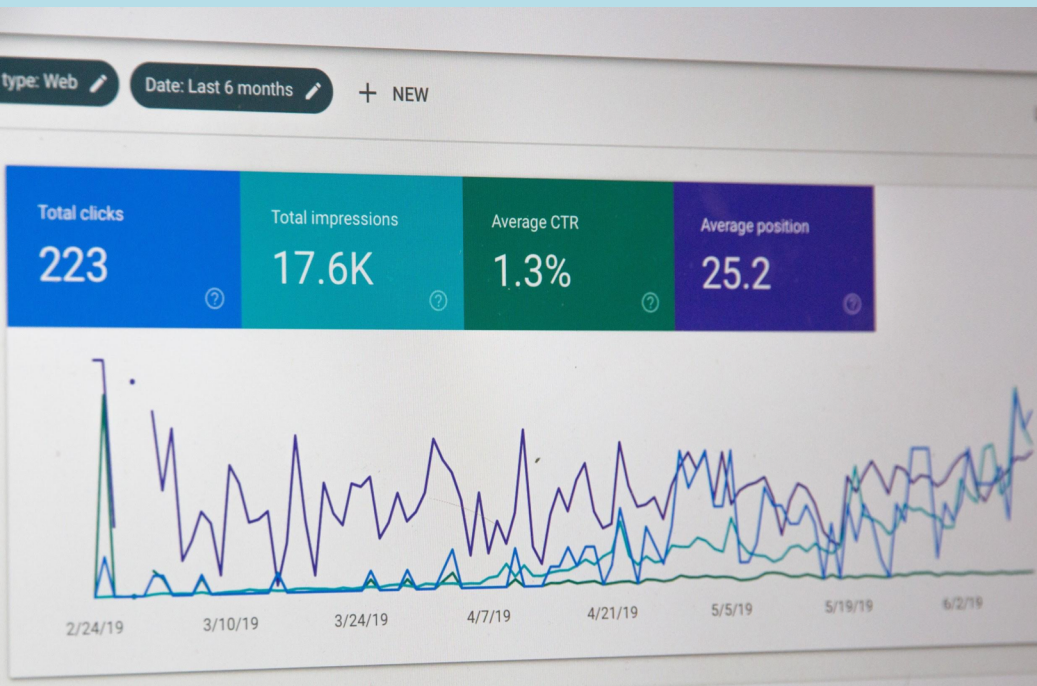 type: Web
Date: Last 6 months
+ NEW
Total clicks
223
Total impressions
17.6K
Average CTR
1.3%
Average position
25.2
2/24/19
3/10/19
3/24/19
4/7/19
4/21/19
5/5/19
5/19/19
6/2/19